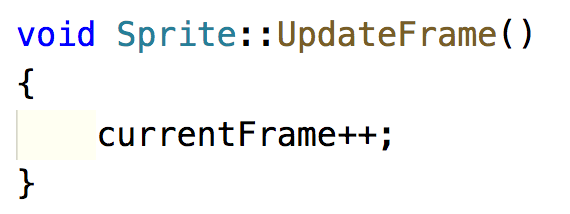 void Sprite::UpdateFrame()
{
    currentFrame++;
}